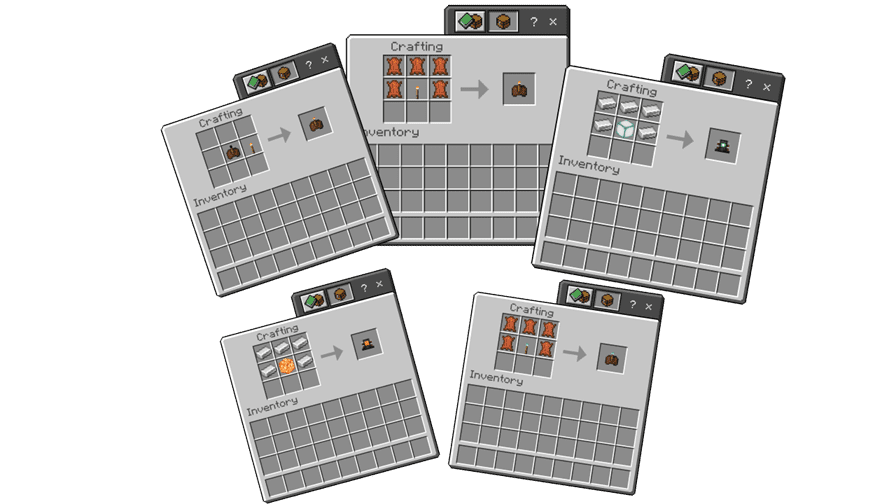 ? ×
Crafting
Inventory
? ×
Crafting
nventory
? ×
Crafting
Inventory
? ×
Crafting
Inventory
? ×
Crafting
Inventory